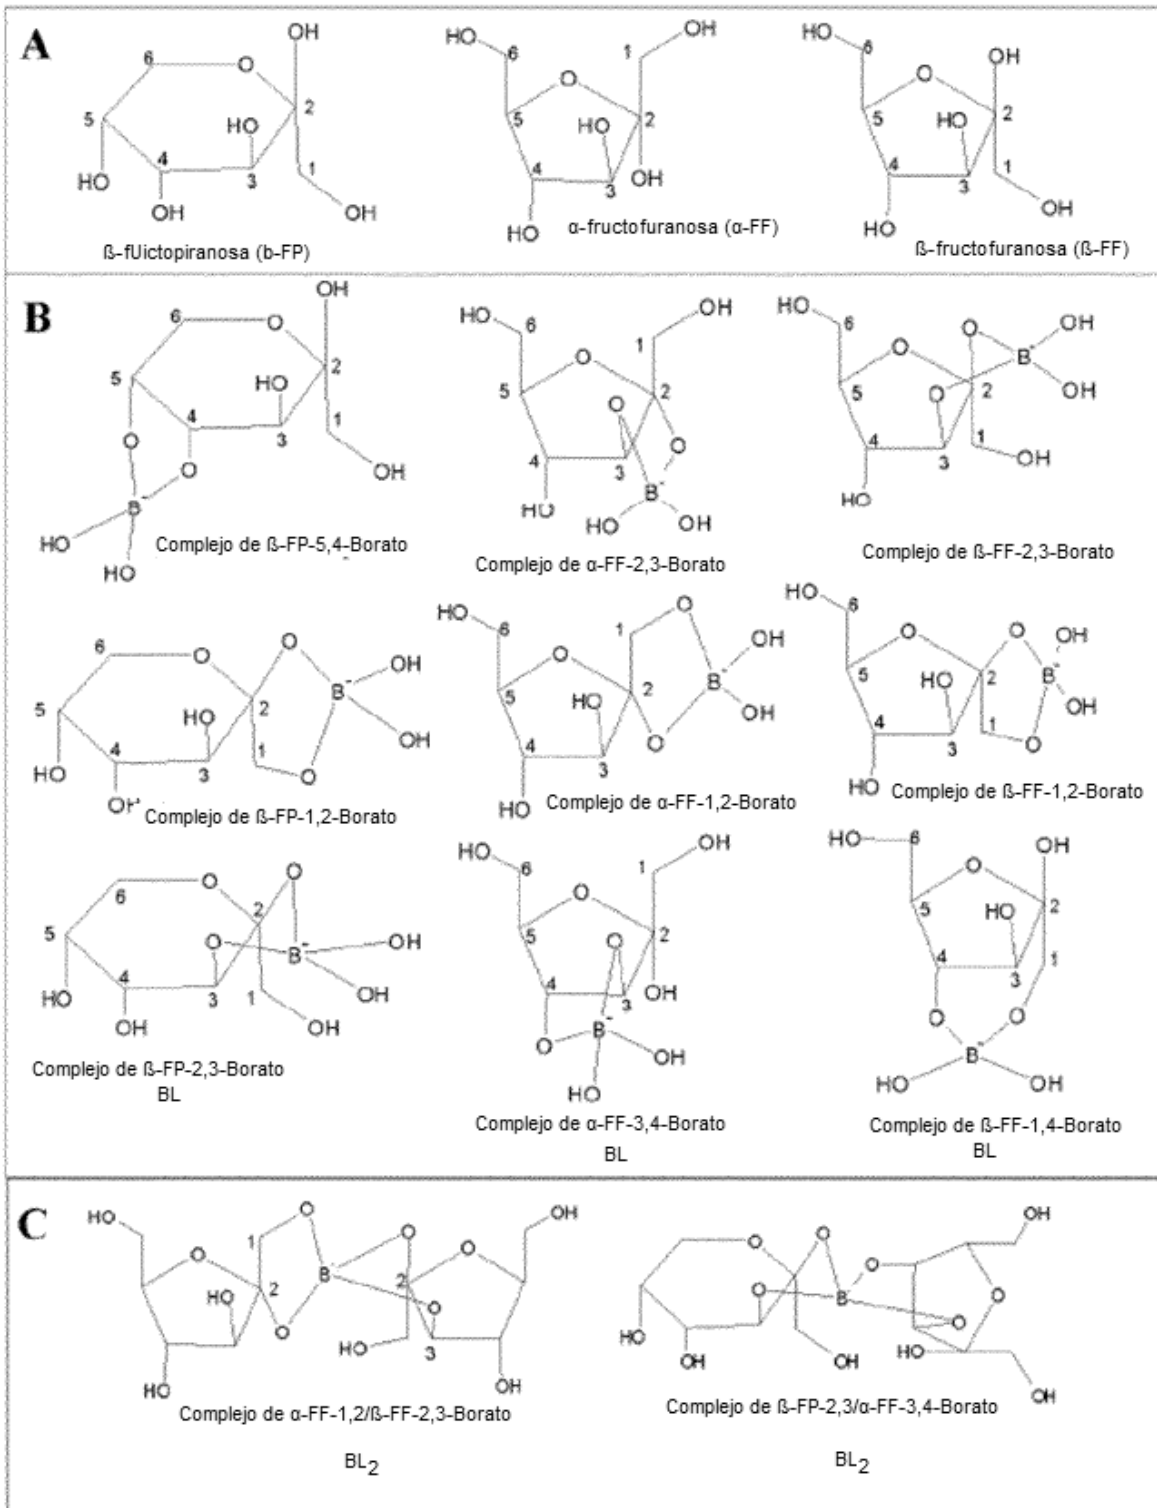 A
OH
6 O
5 HO 2
4 3 1
HO OH OH
ß-fUictopiranosa (b-FP)
HO OH
6 1
O
5 HO 2
4 3 OH
HO
α-fructofuranosa (α-FF)
HO OH
6 O
5 HO 2
4 3 1
HO OH
ß-fructofuranosa (ß-FF)
B
OH
6 O
5 HO 2
4 3 1
O O OH
B-
HO HO
Complejo de ß-FP-5,4-Borato
HO OH
6 1
O
5 O 2
4 3 O
HO B-
HO OH
Complejo de α-FF-2,3-Borato
HO O OH
6 O B-
5 O 2 OH
4 3 1
HO OH
Complejo de ß-FF-2,3-Borato
6 O O OH
5 HO 2 B-
4 3 1 O OH
HO
Complejo de ß-FP-1,2-Borato
HO O
6 1 OH
O B-
5 HO 2 OH
4 3 O
HO
Complejo de α-FF-1,2-Borato
HO
6 O O OH
5 HO 2 B-
4 3 1 OH
HO O
Complejo de ß-FF-1,2-Borato
6 O O
5 O 2 B- OH
4 3 1 OH
HO OH OH
Complejo de ß-FP-2,3-Borato
BL
HO OH
6 1
O
5 O 2
4 3 OH
O B- OH
HO
Complejo de α-FF-3,4-Borato
BL
HO OH
6 O
5 HO 2
4 3 1
O O
B-
HO OH
Complejo de ß-FF-1,4-Borato
BL
C
HO O OH
1 O O
O B-
HO 2 O 2 O
HO 3
HO OH
Complejo de α-FF-1,2/ß-FF-2,3-Borato
BL2
OH
O O O
O B O
O
HO OH OH HO
OH
Complejo de ß-FP-2,3/α-FF-3,4-Borato
BL2